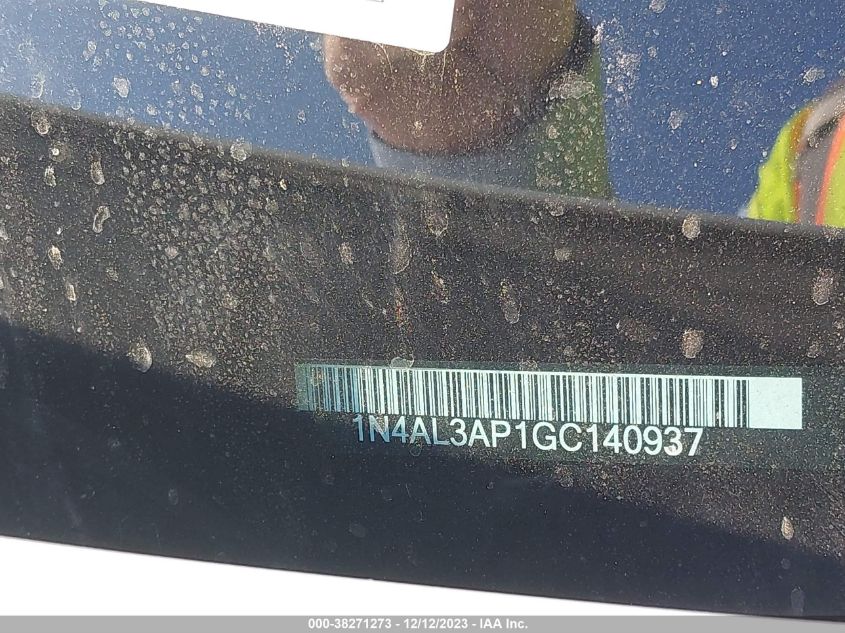 1N4AL3AP1GC140937
000-38271273 - 12/12/2023 - IAA Inc.